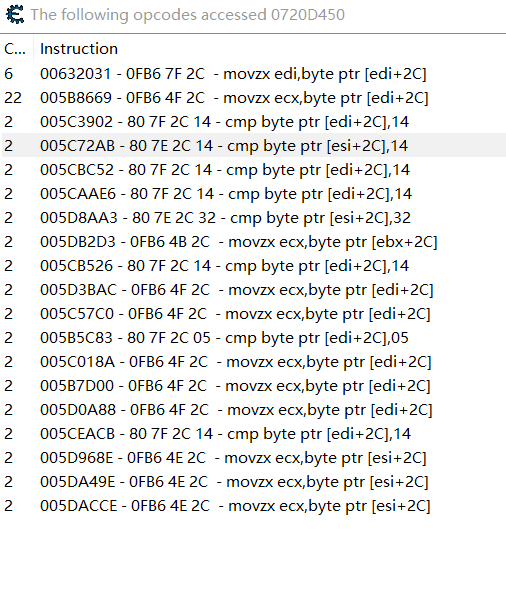 The following opcodes accessed 0720D450
C... Instruction
6 00632031 - 0FB6 7F 2C - movzx edi,byte ptr [edi+2C]
22 005B8669 - 0FB6 4F 2C - movzx ecx,byte ptr [edi+2C]
2 005C3902 - 80 7F 2C 14 - cmp byte ptr [edi+2C],14
2 005C72AB - 80 7E 2C 14 - cmp byte ptr [esi+2C],14
2 005CBC52 - 80 7F 2C 14 - cmp byte ptr [edi+2C],14
2 005CAAE6 - 80 7F 2C 14 - cmp byte ptr [edi+2C],14
2 005D8AA3 - 80 7E 2C 32 - cmp byte ptr [esi+2C],32
2 005DB2D3 - 0FB6 4B 2C - movzx ecx,byte ptr [ebx+2C]
2 005CB526 - 80 7F 2C 14 - cmp byte ptr [edi+2C],14
2 005D3BAC - 0FB6 4F 2C - movzx ecx,byte ptr [edi+2C]
2 005C57C0 - 0FB6 4F 2C - movzx ecx,byte ptr [edi+2C]
2 005B5C83 - 80 7F 2C 05 - cmp byte ptr [edi+2C],05
2 005C018A - 0FB6 4F 2C - movzx ecx,byte ptr [edi+2C]
2 005B7D00 - 0FB6 4F 2C - movzx ecx,byte ptr [edi+2C]
2 005D0A88 - 0FB6 4F 2C - movzx ecx,byte ptr [edi+2C]
2 005CEACB - 80 7F 2C 14 - cmp byte ptr [edi+2C],14
2 005D968E - 0FB6 4E 2C - movzx ecx,byte ptr [esi+2C]
2 005DA49E - 0FB6 4E 2C - movzx ecx,byte ptr [esi+2C]
2 005DACCE - 0FB6 4E 2C - movzx ecx,byte ptr [esi+2C]